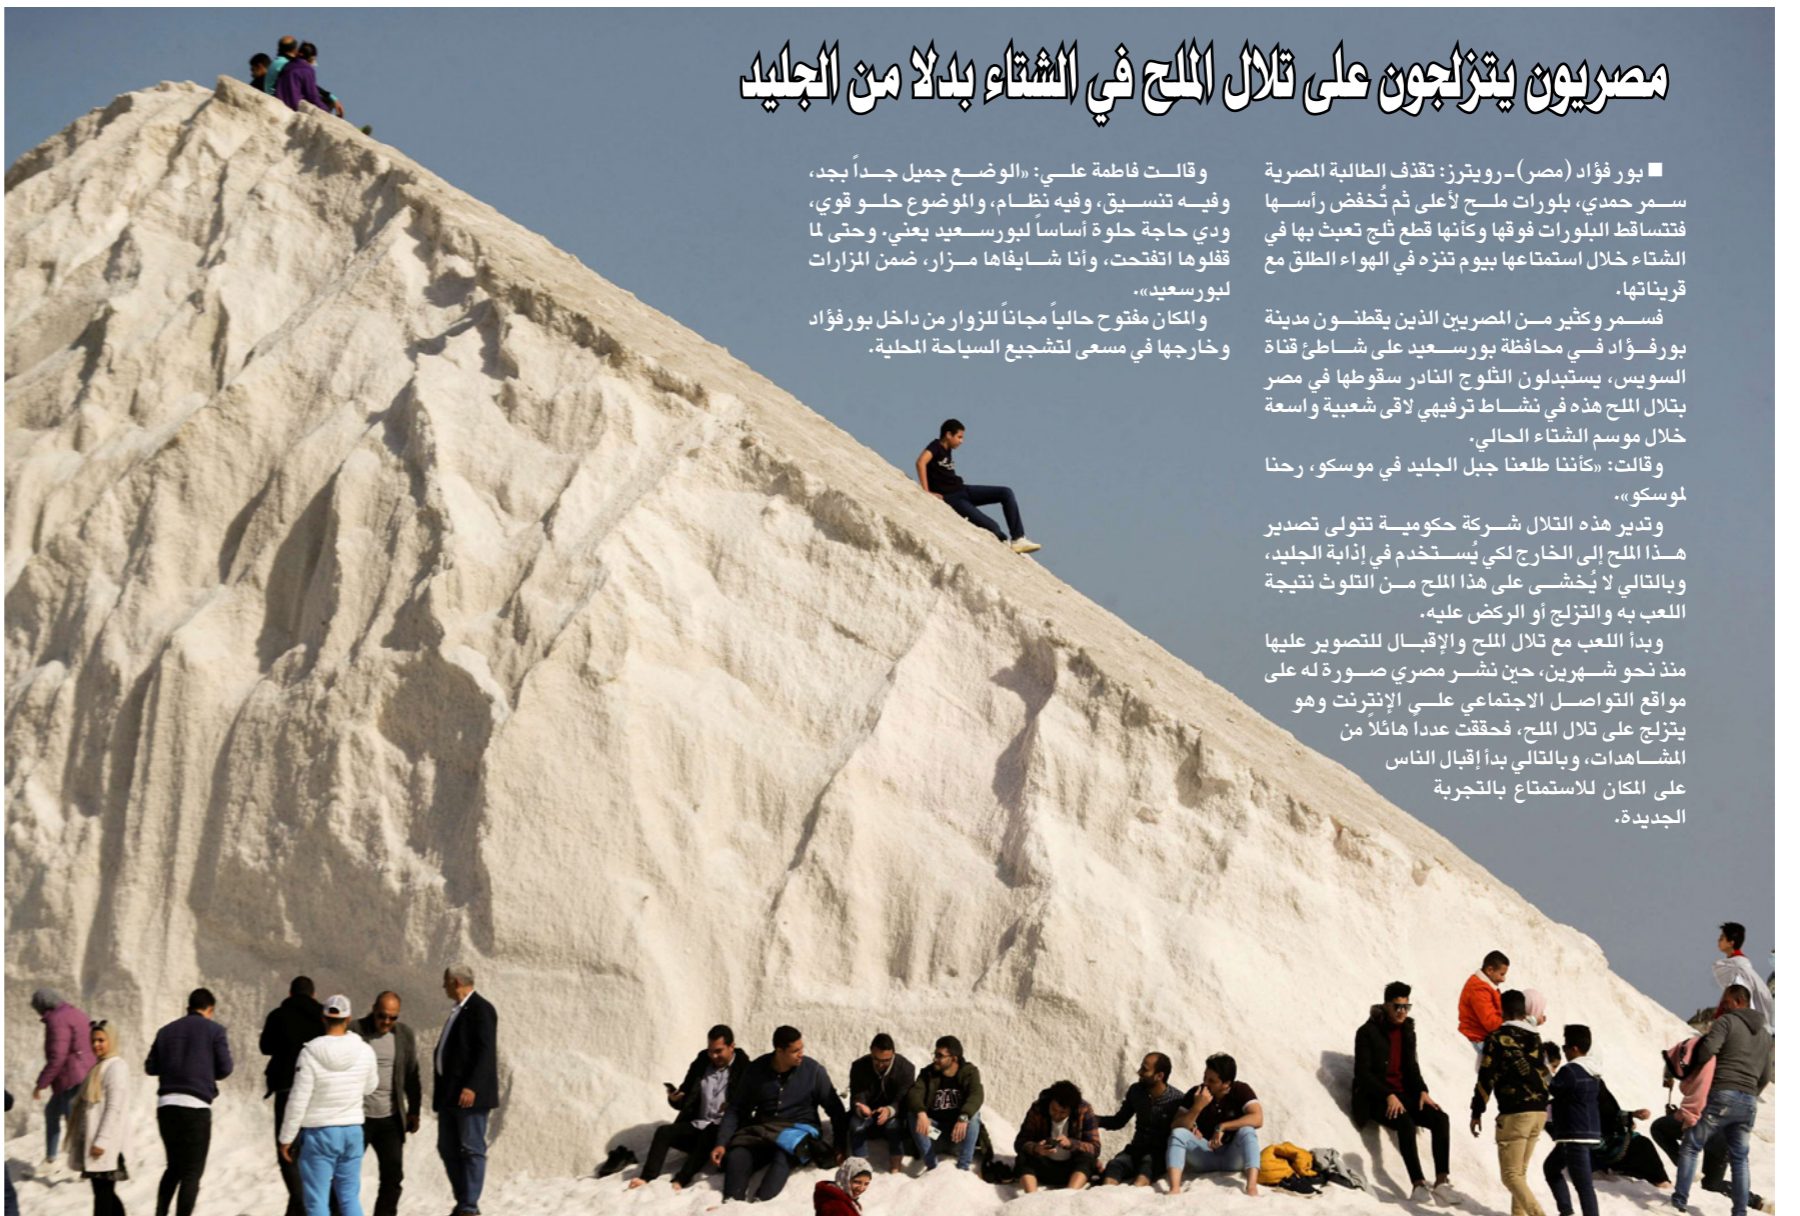 مصريون يتزلجون على تلال الملح في الشتاء بدلا من الجليد
■ بور فؤاد (مصر) ـ رويترز: تقذف الطالبة المصرية
سمر حمدي، بلورات ملح لأعلى ثم تُخفض رأسها
فتتساقط البلورات فوقها وكأنها قطع ثلج تعبث بها في
الشتاء خلال استمتاعها بيوم تنزه في الهواء الطلق مع
قريناتها.
فسمر وكثير من المصريين الذين يقطنون مدينة
بورفؤاد في محافظة بورسعيد على شاطئ قناة
السويس، يستبدلون الثلوج النادر سقوطها في مصر
بتلال الملح هذه في نشاط ترفيهي لاقى شعبية واسعة
خلال موسم الشتاء الحالي.
وقالت: «كأننا طلعنا جبل الجليد في موسكو، رحنا
لموسكو».
وتدير هذه التلال شركة حكومية تتولى تصدير
هذا الملح إلى الخارج لكي يُستخدم في إذابة الجليد،
وبالتالي لا يُخشى على هذا الملح من التلوث نتيجة
اللعب به والتزلج أو الركض عليه.
وبدأ اللعب مع تلال الملح والإقبال للتصوير عليها
منذ نحو شهرين، حين نشر مصري صورة له على
مواقع التواصل الاجتماعي على الإنترنت وهو
يتزلج على تلال الملح، فحققت عددا هائلاً من
المشاهدات، وبالتالي بدأ إقبال الناس
على المكان للاستمتاع بالتجربة
الجديدة.
وقالت فاطمة علي: «الوضع جميل جداً بجد،
وفيه تنسيق، وفيه نظام، والموضوع حلو قوي،
ودي حاجة حلوة أساساً لبورسعيد يعني. وحتى لما
قفلوها اتفتحت، وأنا شايفاها مزار، ضمن المزارات
لبورسعيد».
والمكان مفتوح حالياً مجاناً للزوار من داخل بورفؤاد
وخارجها في مسعى لتشجيع السياحة المحلية.